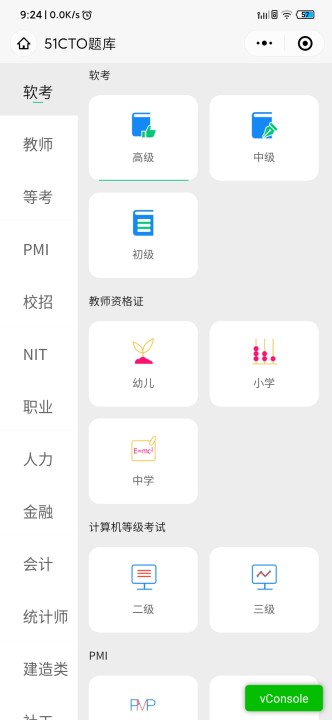 9:24 | 0.0K/s
57
51CTO题库
软考
教师
等考
PMI
校招
NIT
职业
人力
金融
会计
统计师
建造类
社工
软考
高级
中级
初级
教师资格证
幼儿
小学
E=mc²
中学
计算机等级考试
二级
三级
PMI
PMP
vConsole